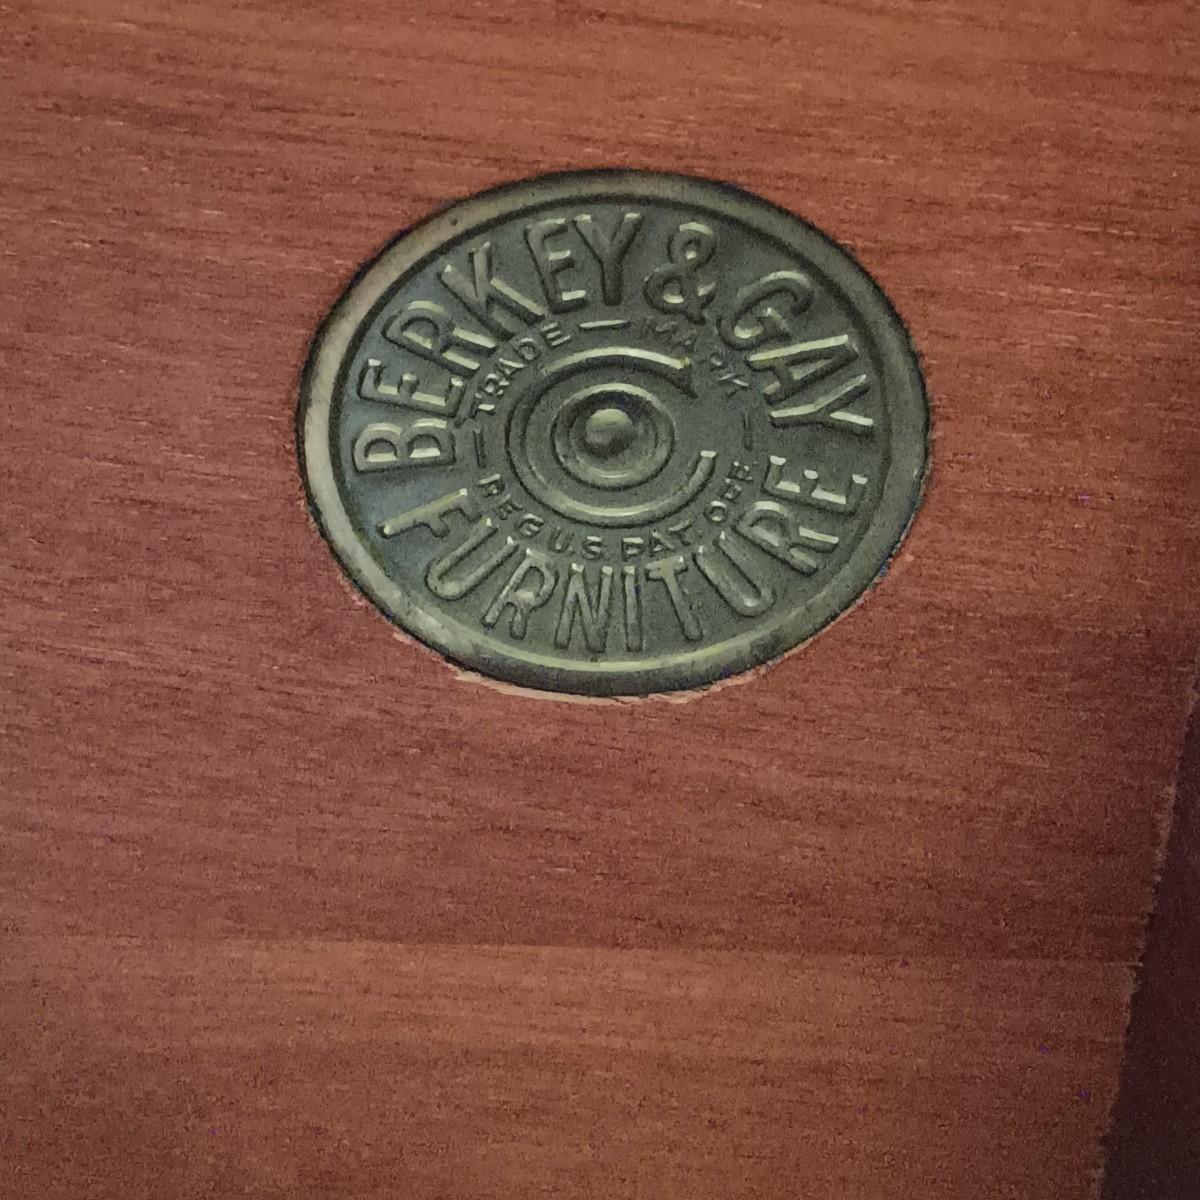 BERKEY & GAY
TRADE — MARK
REG U.S. PAT. OFF.
FURNITURE